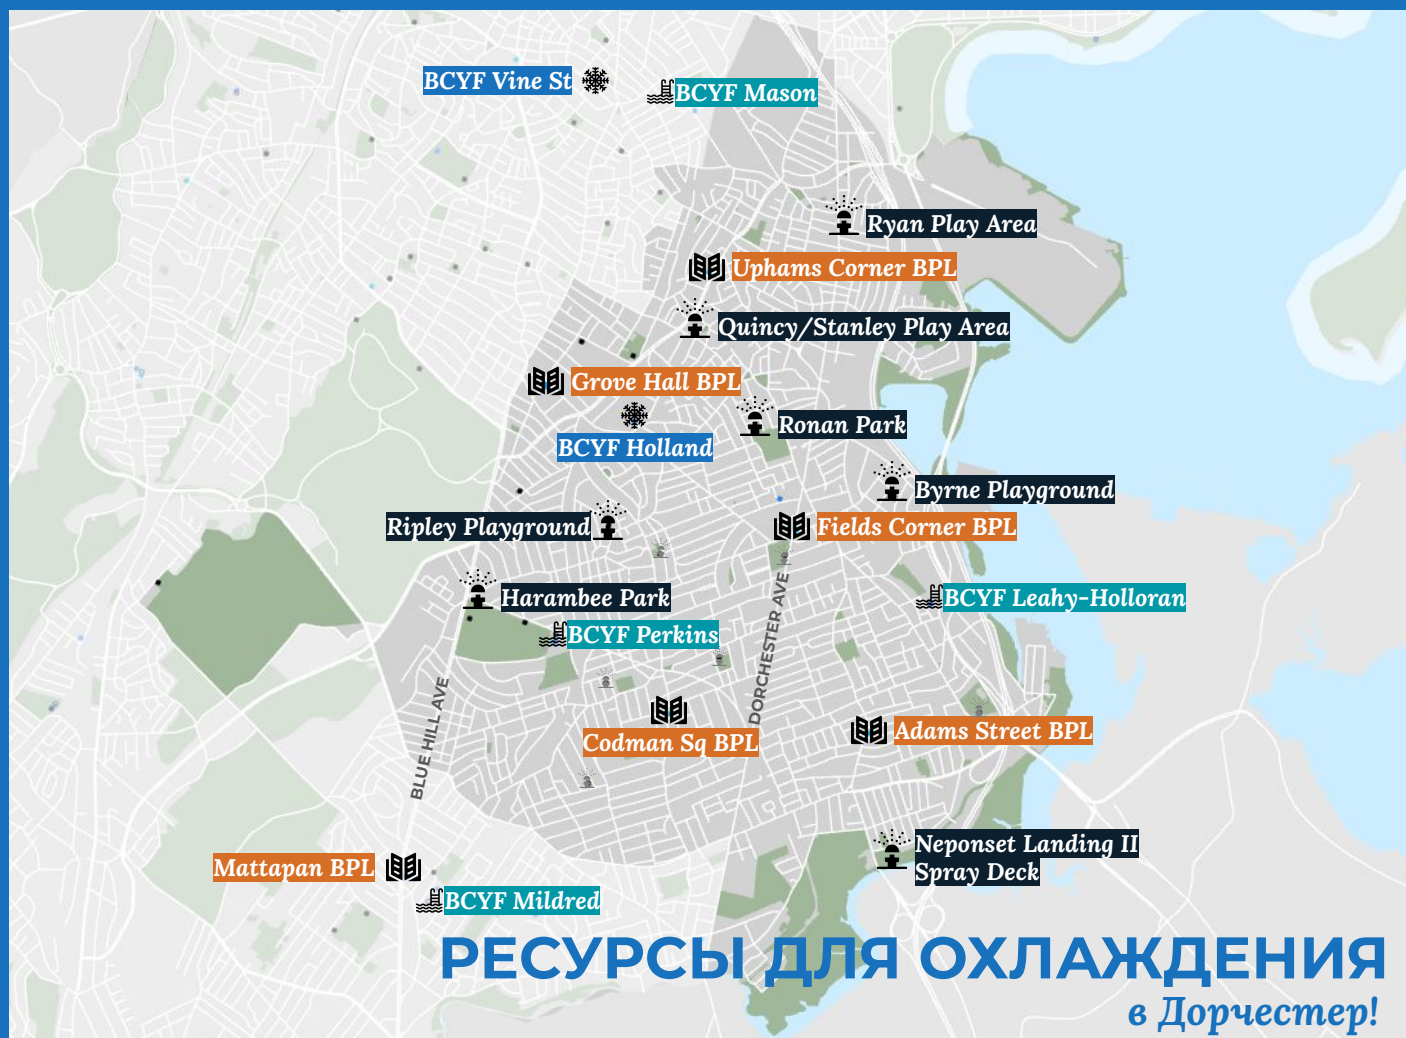 BCYF Vine St
BCYF Mason
Ryan Play Area
Uphams Corner BPL
Quincy/Stanley Play Area
Grove Hall BPL
BCYF Holland
Ronan Park
Byrne Playground
Ripley Playground
Fields Corner BPL
Harambee Park
BCYF Leahy-Holloran
BCYF Perkins
DORCHESTER AVE
BLUE HILL AVE
Codman Sq BPL
Adams Street BPL
Neponset Landing II
Spray Deck
Mattapan BPL
BCYF Mildred
РЕСУРСЫ ДЛЯ ОХЛАЖДЕНИЯ
в Дорчестер!